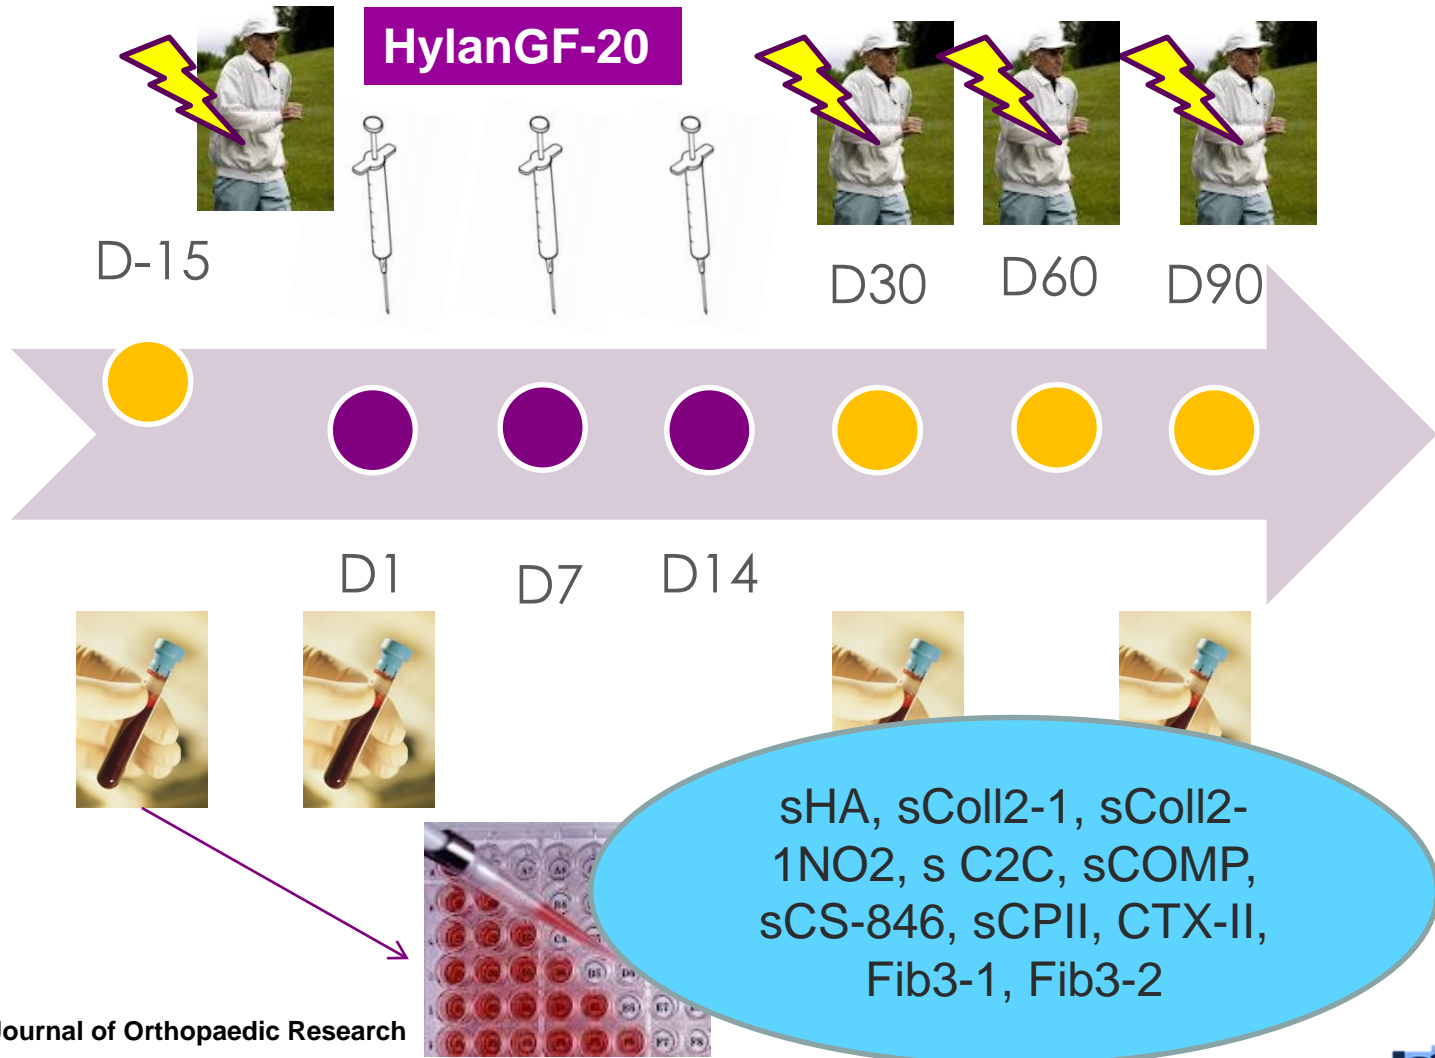 HylanGF-20
D-15
D30
D60
D90
D1
D7
D14
sHA, sColl2-1, sColl2-
1NO2, s C2C, sCOMP,
sCS-846, sCPII, CTX-II,
Fib3-1, Fib3-2
Journal of Orthopaedic Research